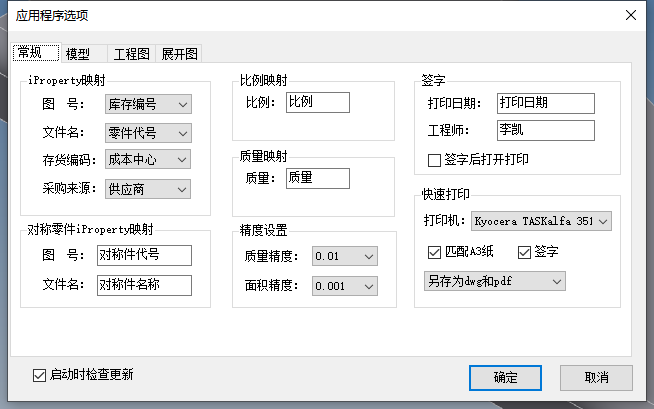 应用程序选项
常规 模型 工程图 展开图
iProperty映射
图 号： 库存编号
文件名： 零件代号
存货编码： 成本中心
采购来源： 供应商
对称零件iProperty映射
图 号： 对称件代号
文件名： 对称件名称
比例映射
比例： 比例
质量映射
质量： 质量
精度设置
质量精度： 0.01
面积精度： 0.001
签字
打印日期： 打印日期
工程师： 李凯
签字后打开打印
快速打印
打印机： Kyocera TASKalfa 351
匹配A3纸 签字
另存为dwg和pdf
启动时检查更新
确定 取消